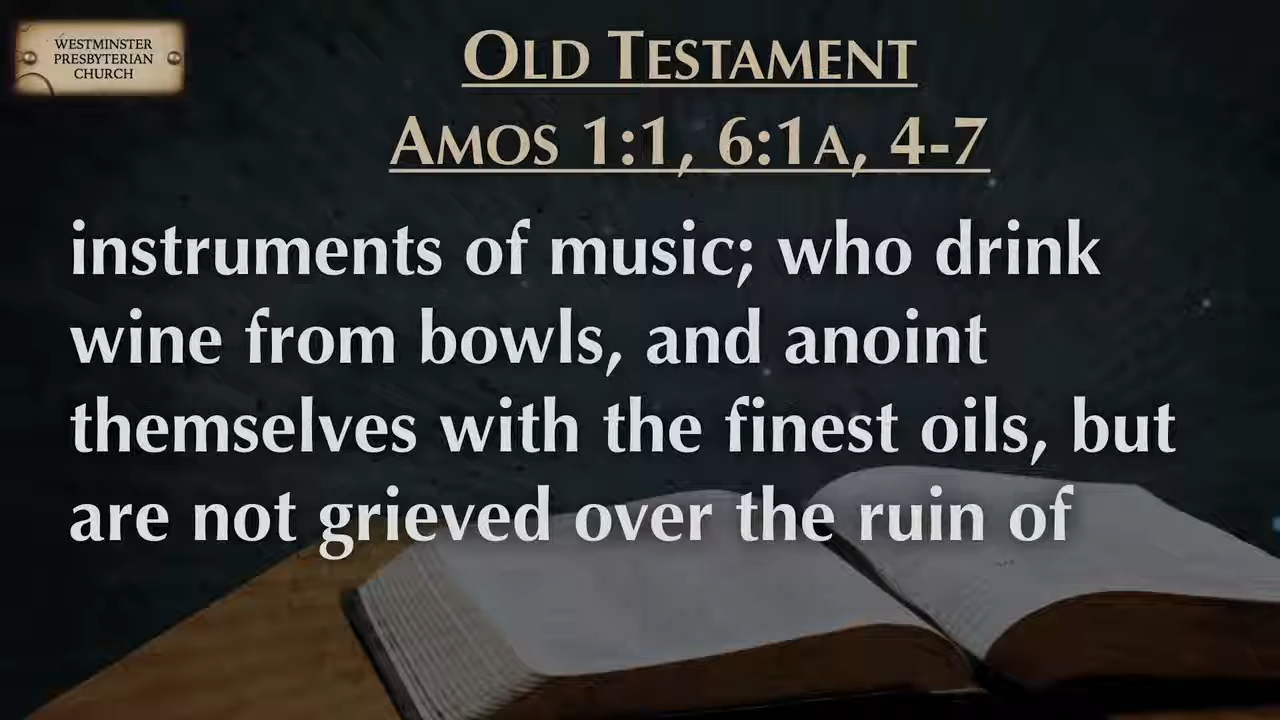 WESTMINSTER
PRESBYTERIAN
CHURCH
OLD TESTAMENT
AMOS 1:1, 6:1A, 4-7
instruments of music; who drink
wine from bowls, and anoint
themselves with the finest oils, but
are not grieved over the ruin of